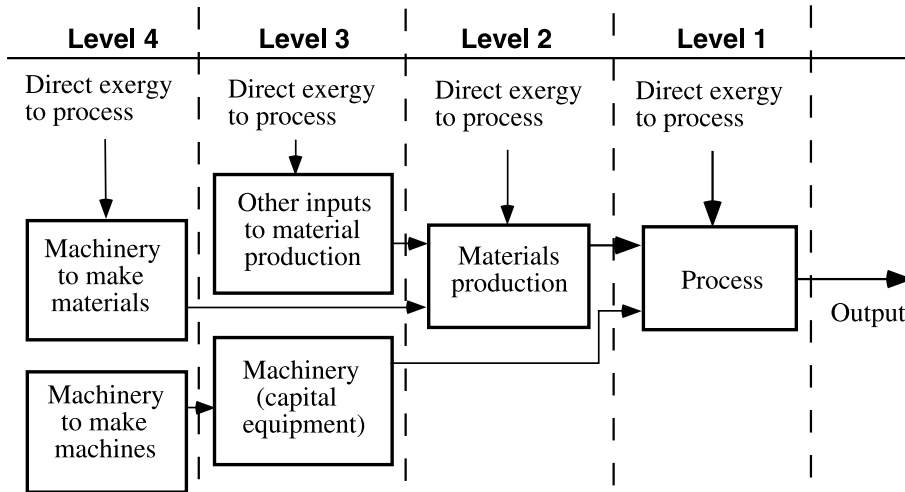 Level 4
Level 3
Level 2
Level 1
Direct exergy
to process
Direct exergy
to process
Direct exergy
to process
Direct exergy
to process
Machinery
to make
materials
Other inputs
to material
production
Materials
production
Process
Output
Machinery
to make
machines
Machinery
(capital
equipment)